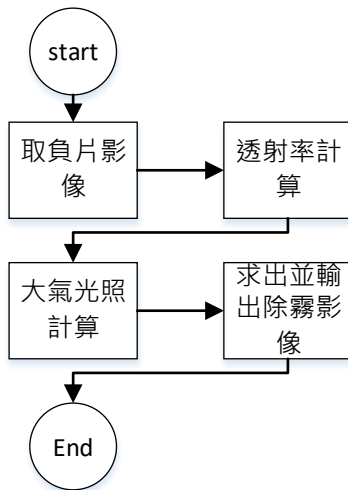 start
取負片影
像
透射率計
算
大氣光照
計算
求出並輸
出除霧影
像
End